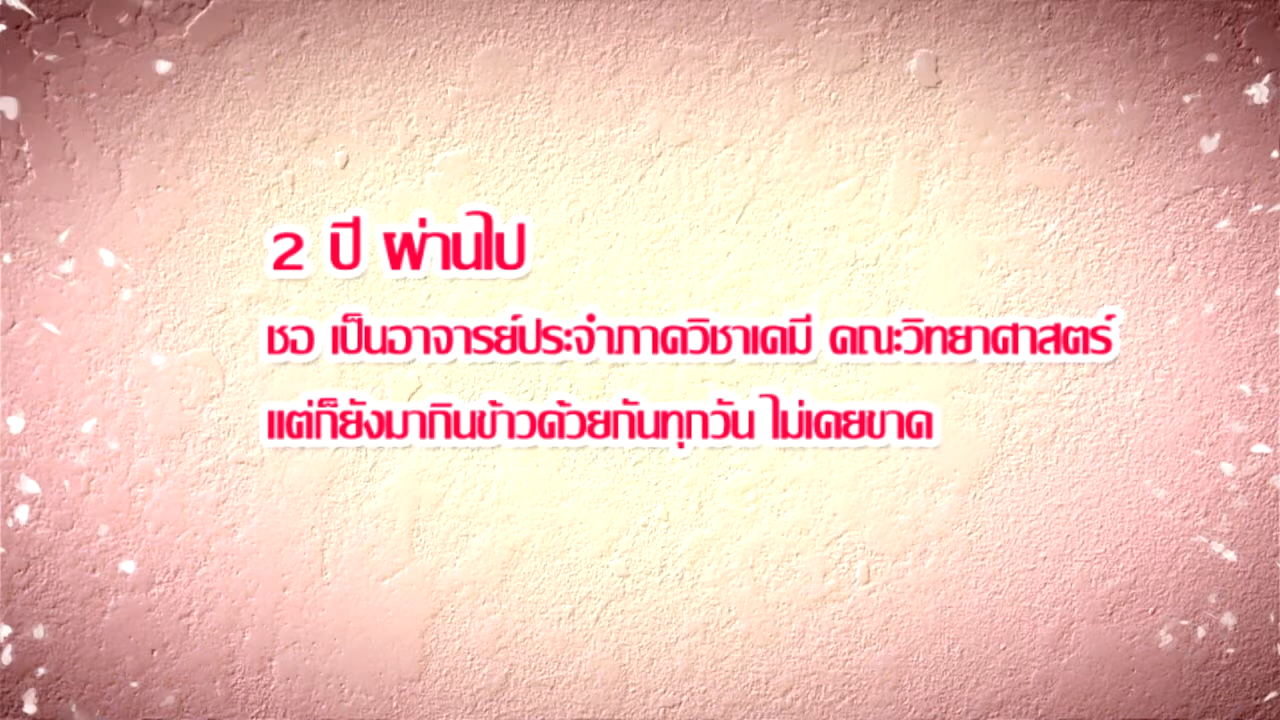 2 ปี ผ่านไป
ชอ เป็นอาจารย์ประจำภาควิชาเคมี คณะวิทยาศาสตร์
แต่ก็ยังมากินข้าวด้วยกันทุกวัน ไม่เคยขาด